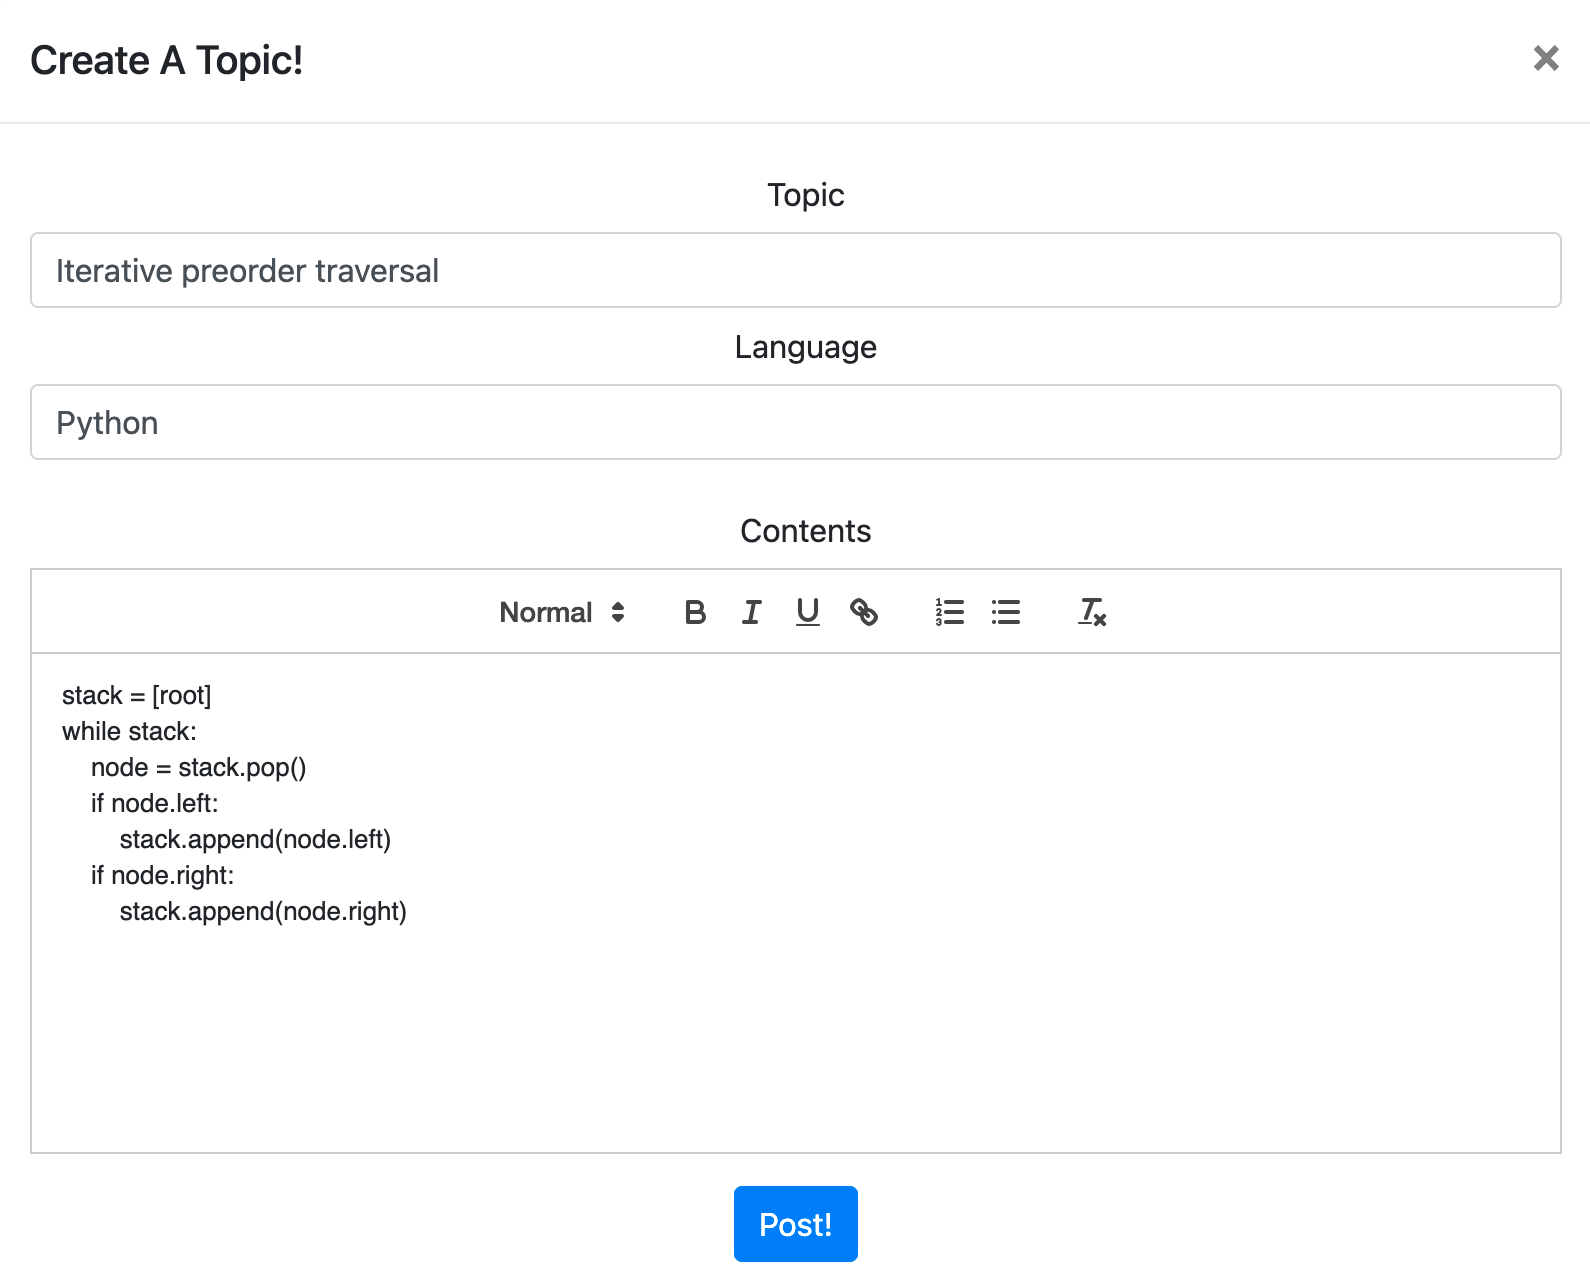 Create A Topic!
Topic
Iterative preorder traversal
Language
Python
Contents
Normal
stack = [root]
while stack:
    node = stack.pop()
    if node.left:
        stack.append(node.left)
    if node.right:
        stack.append(node.right)
Post!